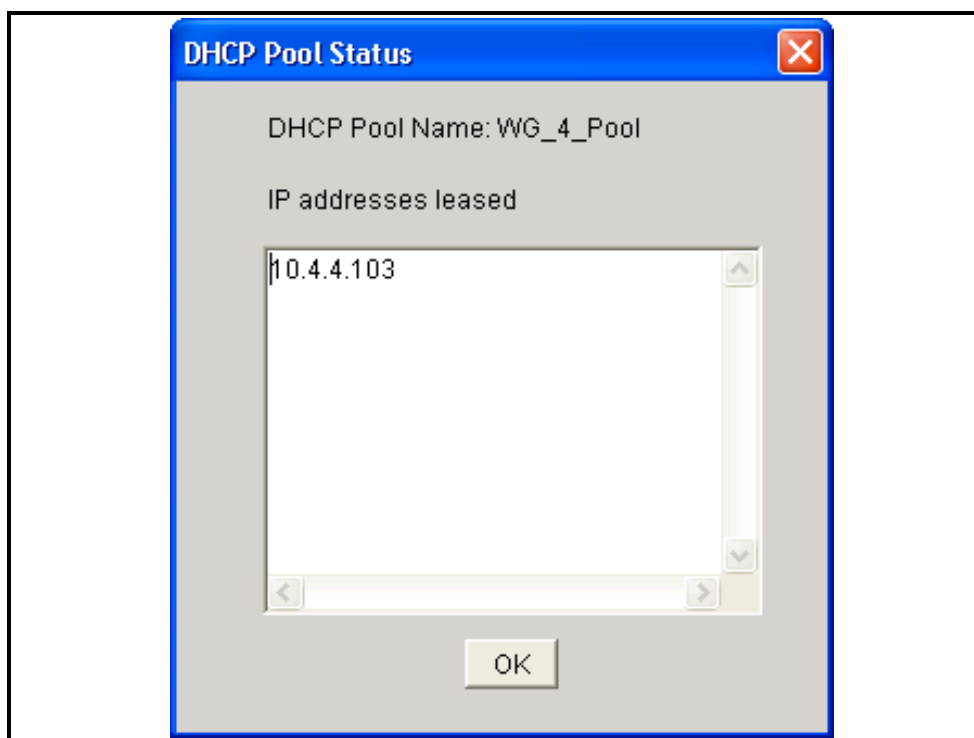 DHCP Pool Status
DHCP Pool Name: WG_4_Pool
IP addresses leased
10.4.4.103
OK